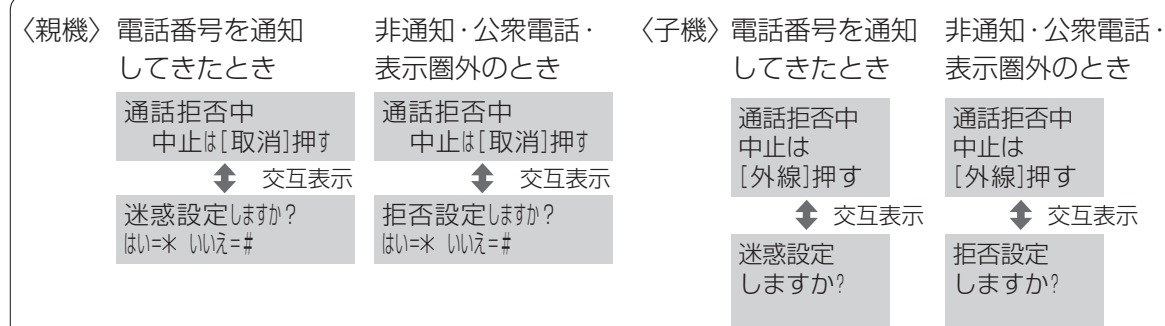 〈親機〉 電話番号を通知してきたとき
通話拒否中
中止は[取消]押す
交互表示
迷惑設定しますか?
はい=* いいえ=#
非通知・公衆電話・
表示圏外のとき
通話拒否中
中止は[取消]押す
交互表示
拒否設定しますか?
はい=* いいえ=#
〈子機〉 電話番号を通知
してきたとき
通話拒否中
中止は
[外線]押す
交互表示
迷惑設定
しますか?
非通知・公衆電話・
表示圏外のとき
通話拒否中
中止は
[外線]押す
交互表示
拒否設定
しますか?